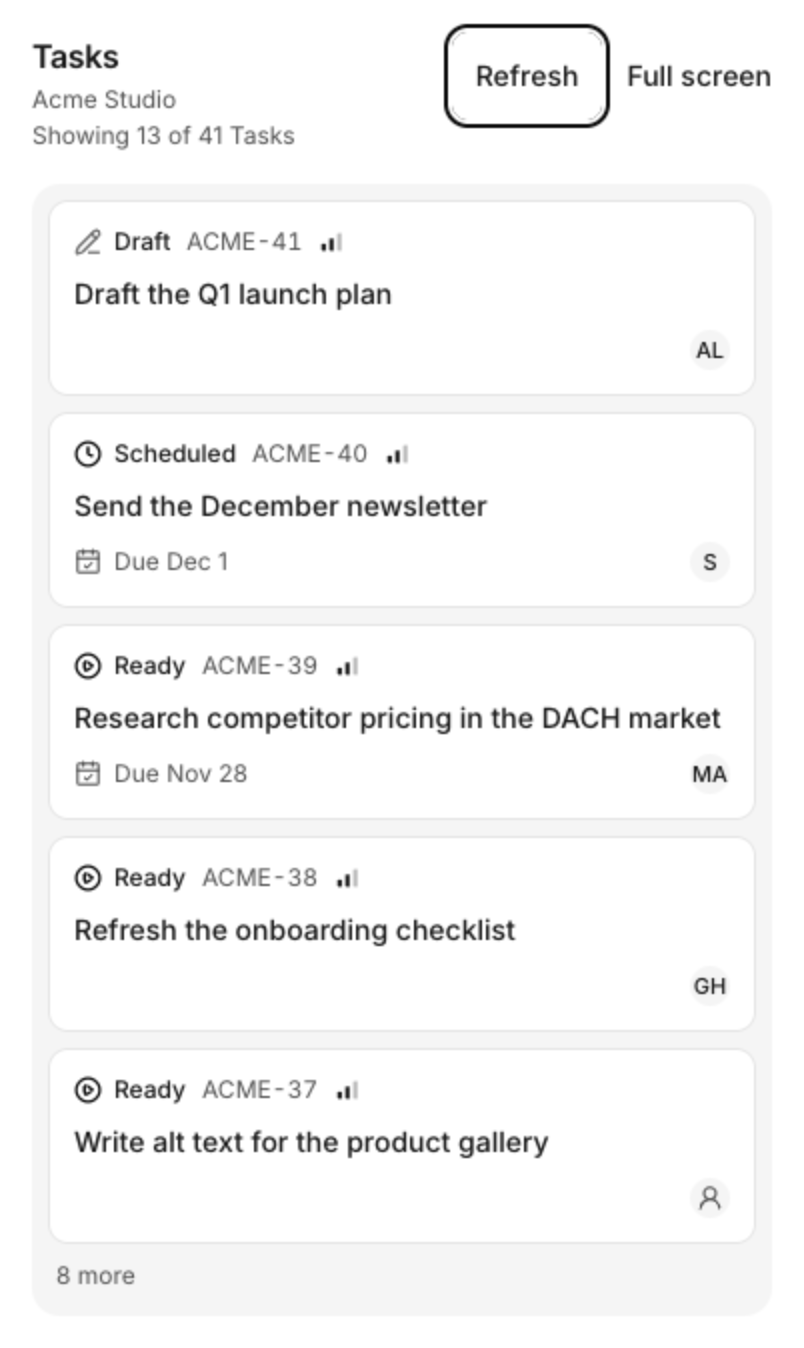 Tasks
Acme Studio
Showing 13 of 41 Tasks
Refresh
Full screen
Draft ACME-41
Draft the Q1 launch plan
AL
Scheduled ACME-40
Send the December newsletter
Due Dec 1
S
Ready ACME-39
Research competitor pricing in the DACH market
Due Nov 28
MA
Ready ACME-38
Refresh the onboarding checklist
GH
Ready ACME-37
Write alt text for the product gallery
8 more